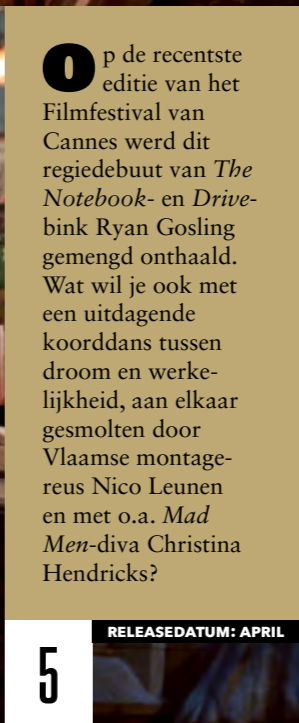 Op de recentste
editie van het
Filmfestival van
Cannes werd dit
regiedebuut van The
Notebook- en Drive-
bink Ryan Gosling
gemengd onthaald.
Wat wil je ook met
een uitdagende
koorddans tussen
droom en werke-
lijkheid, aan elkaar
gesmolten door
Vlaamse montage-
reus Nico Leunen
en met o.a. Mad
Men-diva Christina
Hendricks?
RELEASEDATUM: APRIL
5